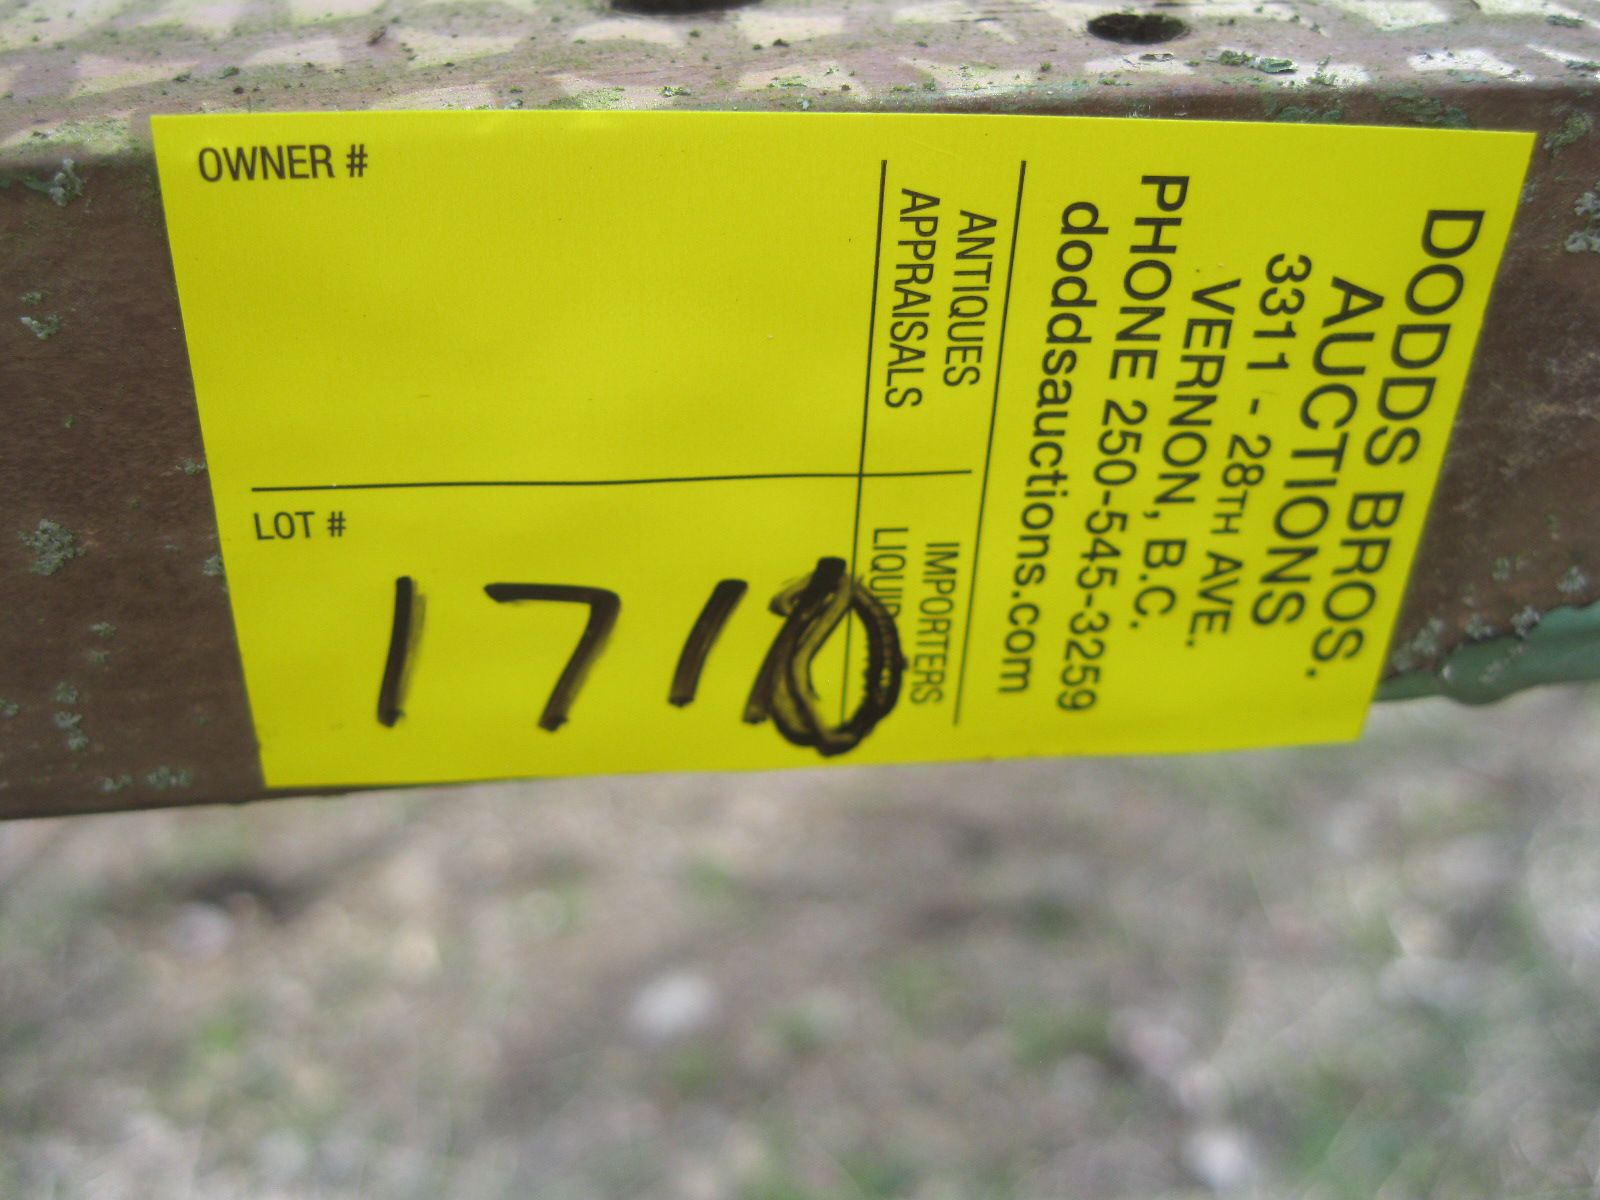 DODDS BROS.
AUCTIONS
3311 - 28TH AVE.
VERNON, B.C.
PHONE 250-545-3259
doddsauctions.com
ANTIQUES
APPRAISALS
IMPORTERS
OWNER #
LOT #
1710